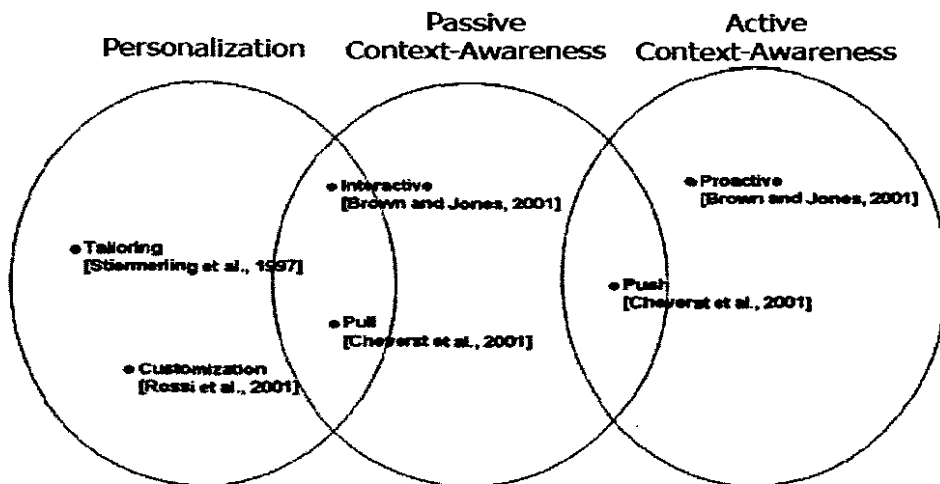 Personalization
Passive
Context-Awareness
Active
Context-Awareness
Interactive
[Brown and Jones, 2001]
Proactive
[Brown and Jones, 2001]
Tailoring
[Stiermerling et al., 1997]
Push
[Cheverst et al., 2001]
Pull
[Cheverst et al., 2001]
Customization
[Rossi et al., 2001]